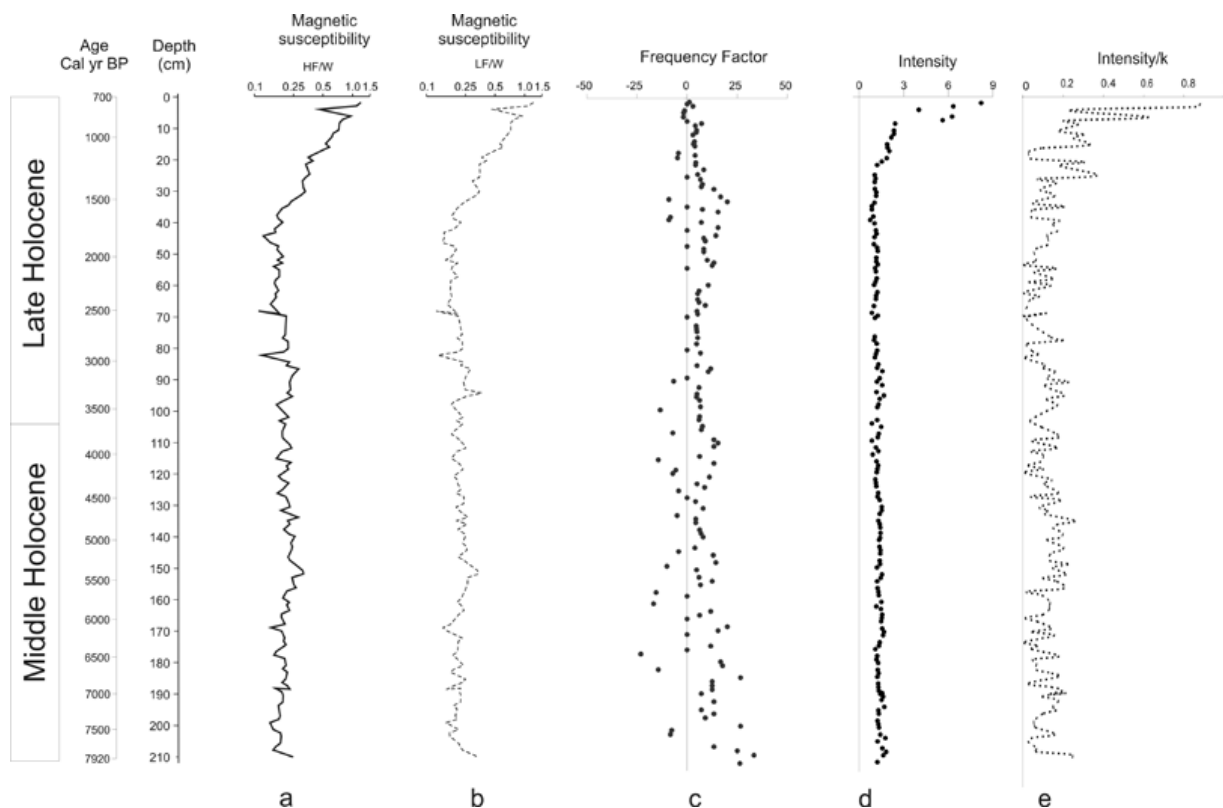 Magnetic susceptibility
Magnetic susceptibility
Age
Cal yr BP
Depth
(cm)
HF/W
LF/W
Frequency Factor
Intensity
Intensity/k
0.1 0.25 0.5 1.0 1.5
0.1 0.25 0.5 1.0 1.5
-50 -25 0 25 50
0 3 6 9
0 0.2 0.4 0.6 0.8
Late Holocene
Middle Holocene
700
1000
1500
2000
2500
3000
3500
4000
4500
5000
5500
6000
6500
7000
7500
7920
0
10
20
30
40
50
60
70
80
90
100
110
120
130
140
150
160
170
180
190
200
210
a b c d e